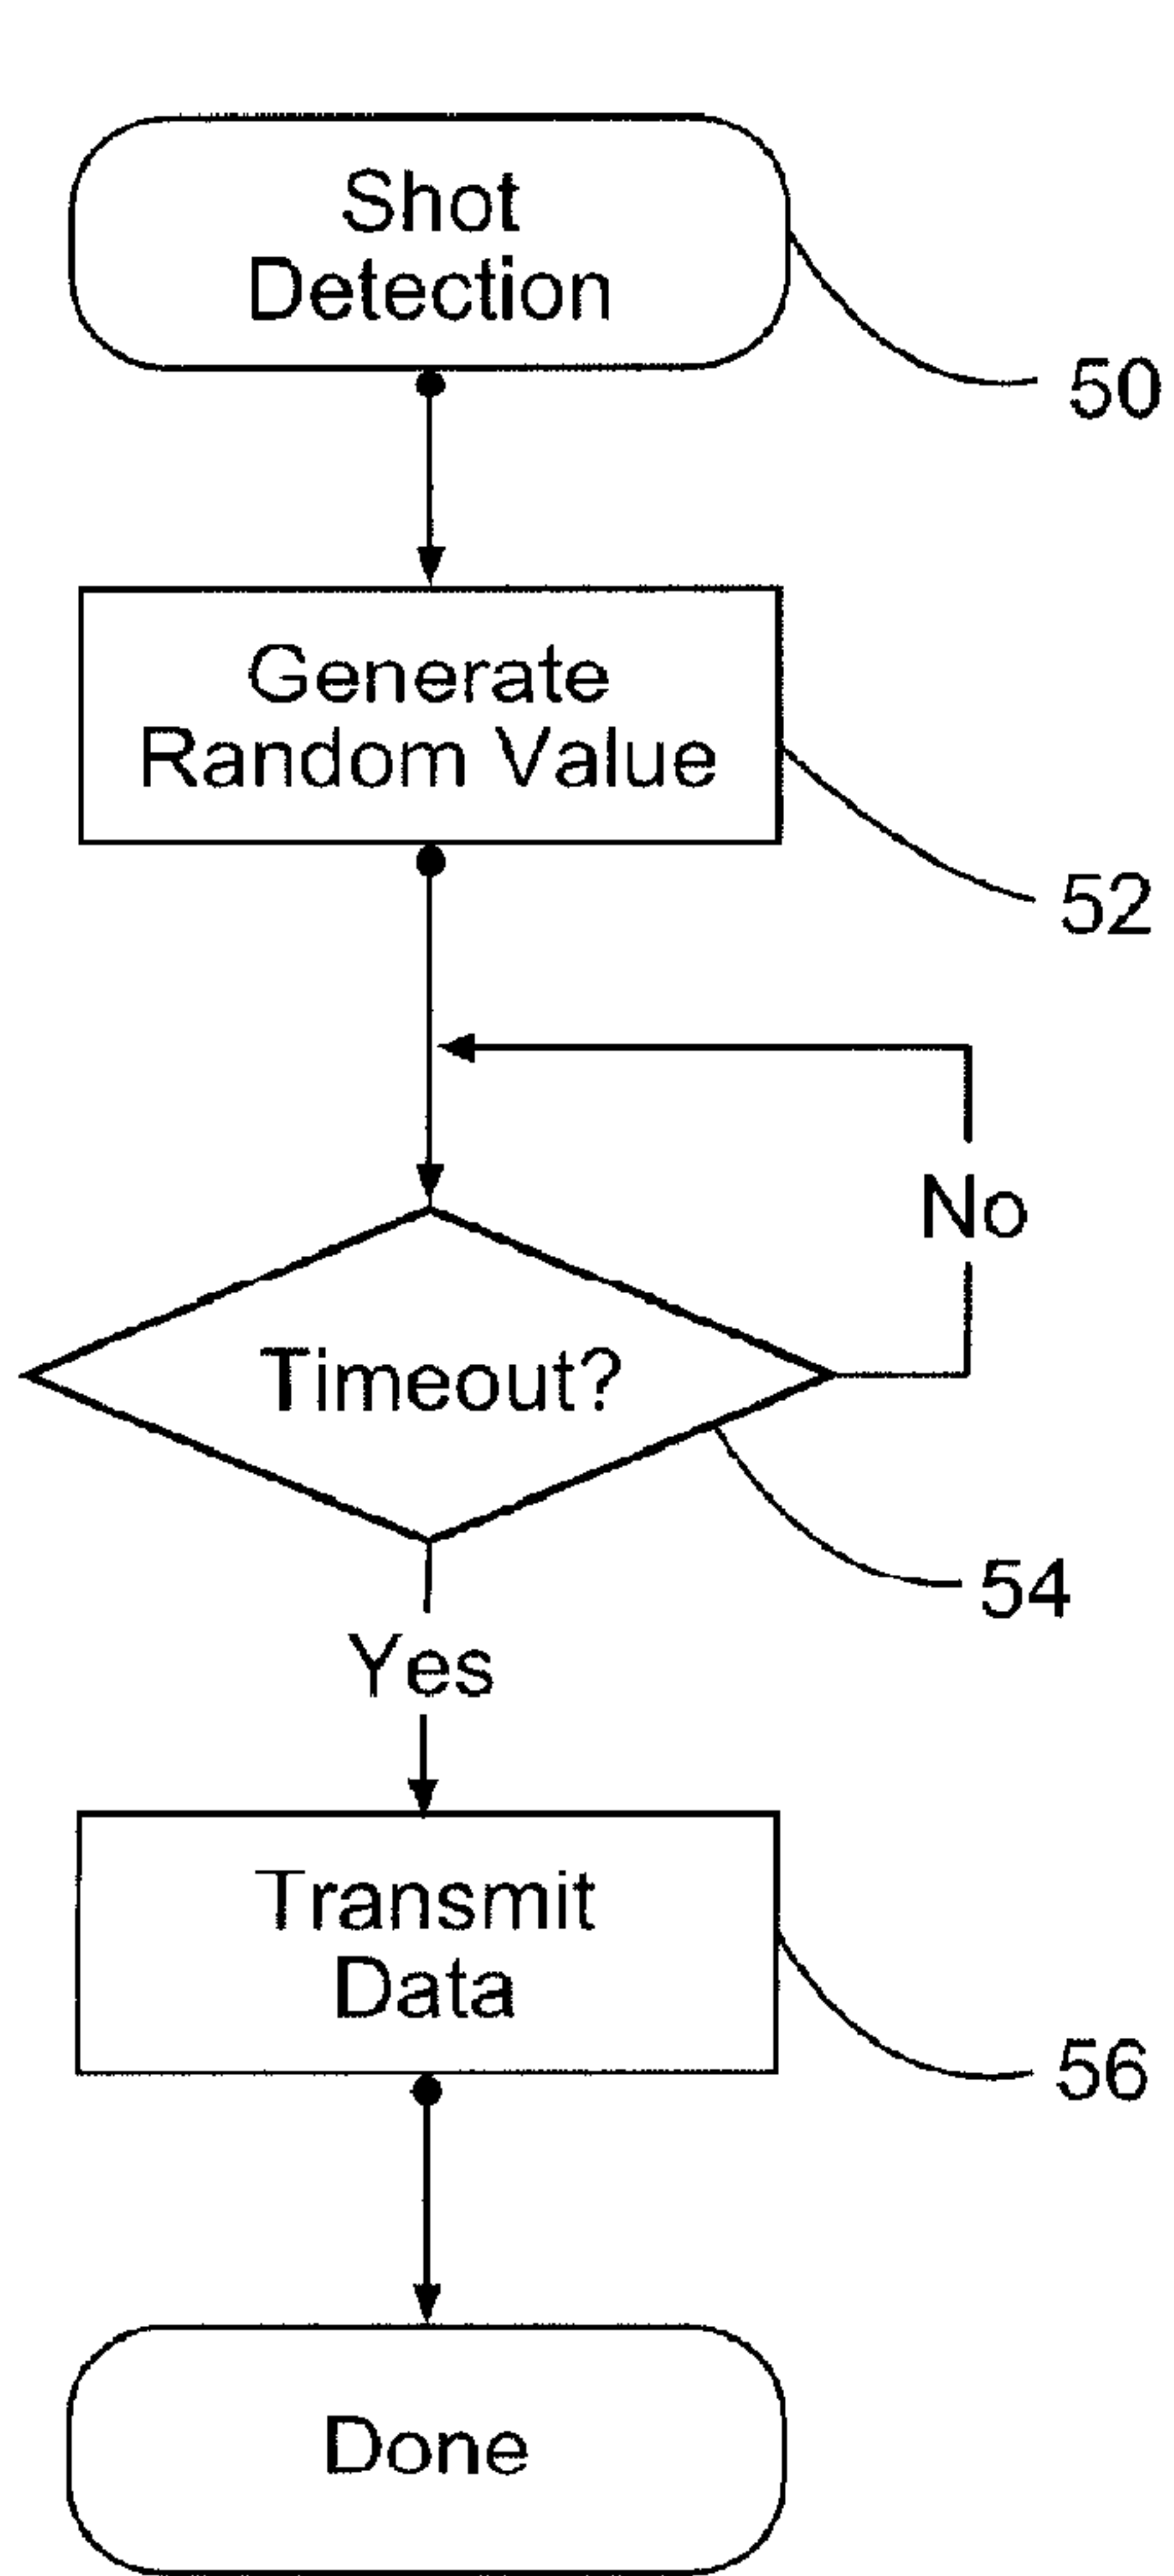 Shot
Detection
50
Generate
Random Value
52
No
Timeout?
54
Yes
Transmit
Data
56
Done